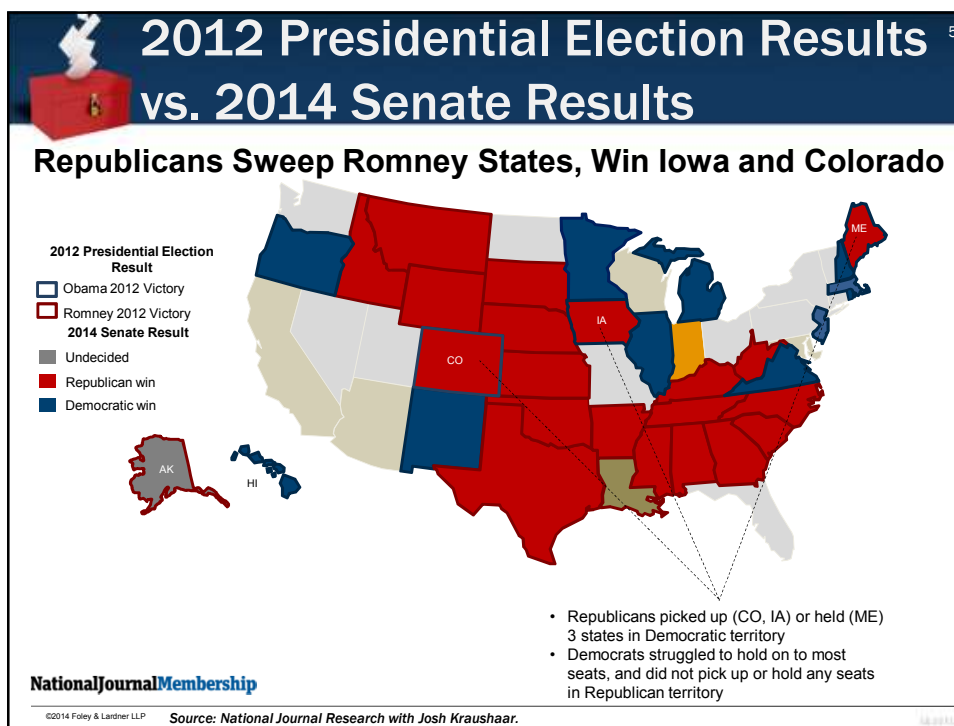 2012 Presidential Election Results
5
vs. 2014 Senate Results
Republicans Sweep Romney States, Win Iowa and Colorado
2012 Presidential Election
Result
Obama 2012 Victory
Romney 2012 Victory
2014 Senate Result
Undecided
Republican win
Democratic win
ME
IA
CO
AK
HI
• Republicans picked up (CO, IA) or held (ME)
3 states in Democratic territory
• Democrats struggled to hold on to most
seats, and did not pick up or hold any seats
in Republican territory
NationalJournalMembership
©2014 Foley & Lardner LLP
Source: National Journal Research with Josh Kraushaar.